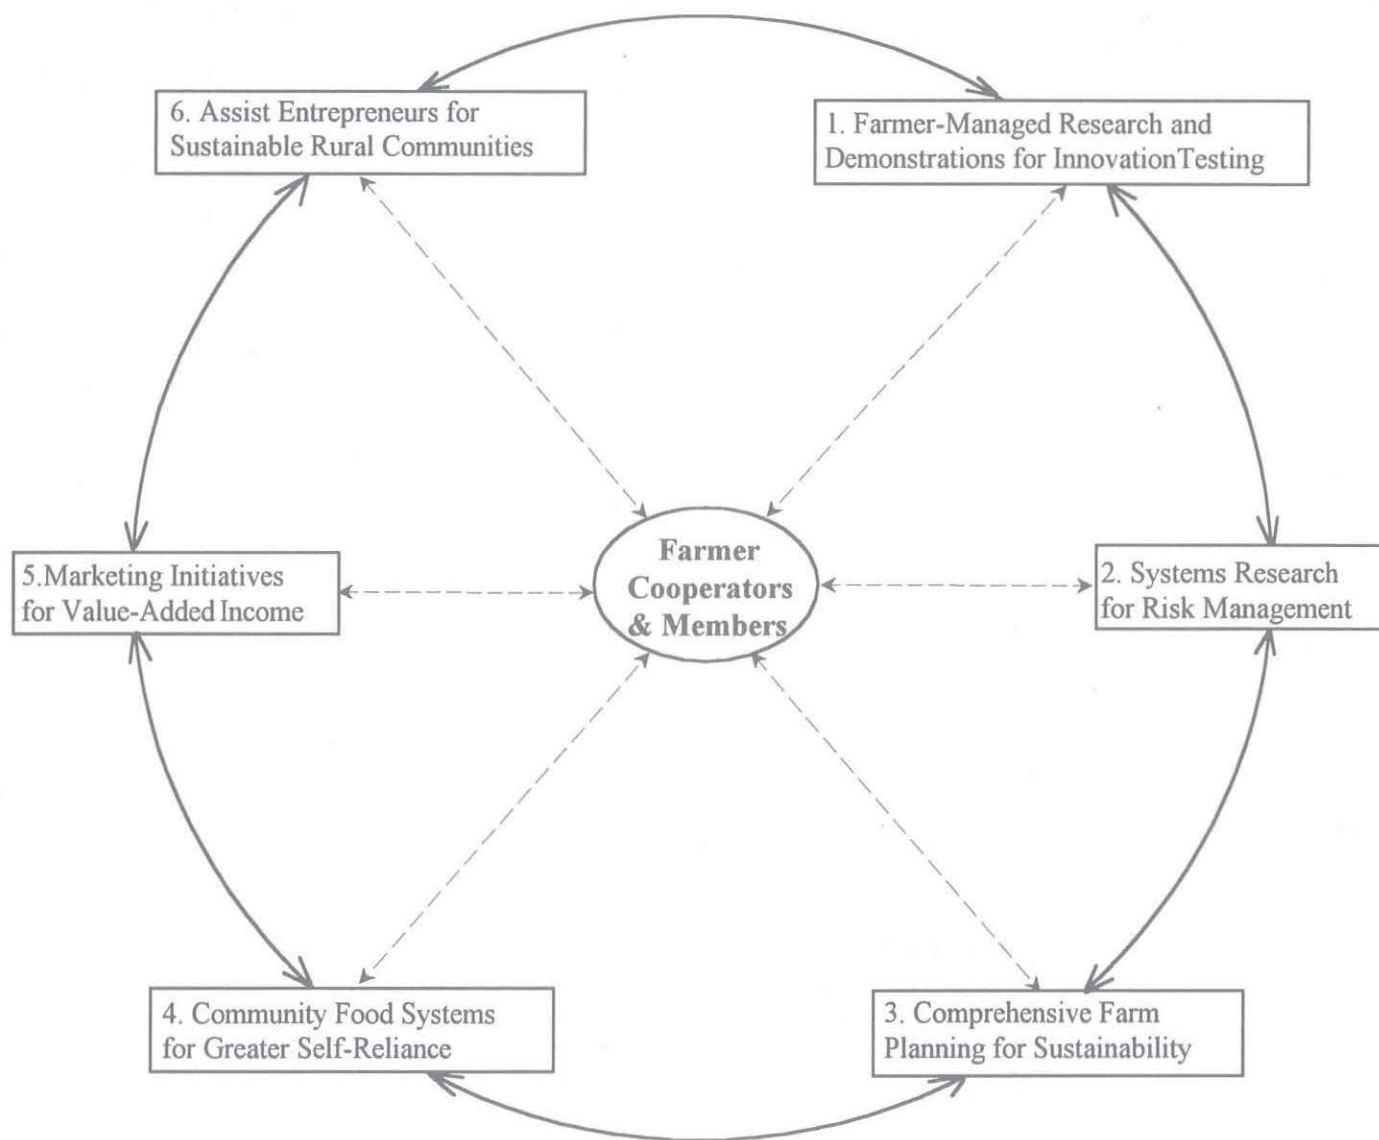 6. Assist Entrepreneurs for
Sustainable Rural Communities
1. Farmer-Managed Research and
Demonstrations for InnovationTesting
Farmer
Cooperators
& Members
5.Marketing Initiatives
for Value-Added Income
2. Systems Research
for Risk Management
4. Community Food Systems
for Greater Self-Reliance
3. Comprehensive Farm
Planning for Sustainability